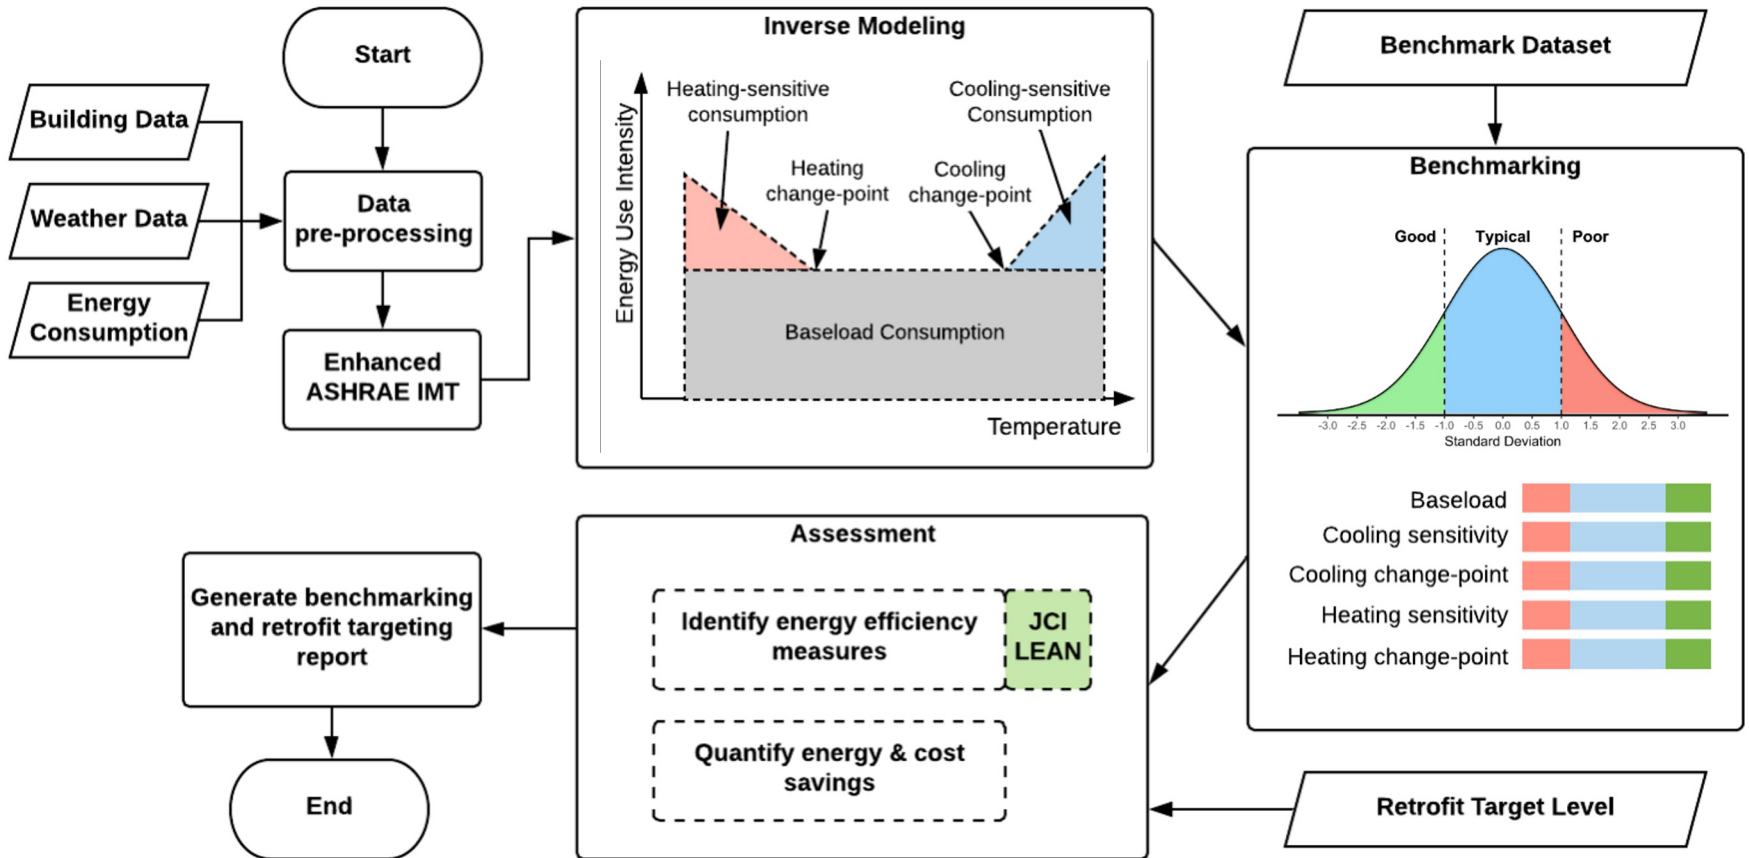 Start
Building Data
Weather Data
Energy
Consumption
Data
pre-processing
Enhanced
ASHRAE IMT
Inverse Modeling
Energy Use Intensity
Heating-sensitive
consumption
Cooling-sensitive
Consumption
Heating
change-point
Cooling
change-point
Baseload Consumption
Temperature
Benchmark Dataset
Benchmarking
Good Typical Poor
-3.0 -2.5 -2.0 -1.5 -1.0 -0.5 0.0 0.5 1.0 1.5 2.0 2.5 3.0
Standard Deviation
Baseload
Cooling sensitivity
Cooling change-point
Heating sensitivity
Heating change-point
Retrofit Target Level
Assessment
Identify energy efficiency
measures
JCI
LEAN
Quantify energy & cost
savings
Generate benchmarking
and retrofit targeting
report
End